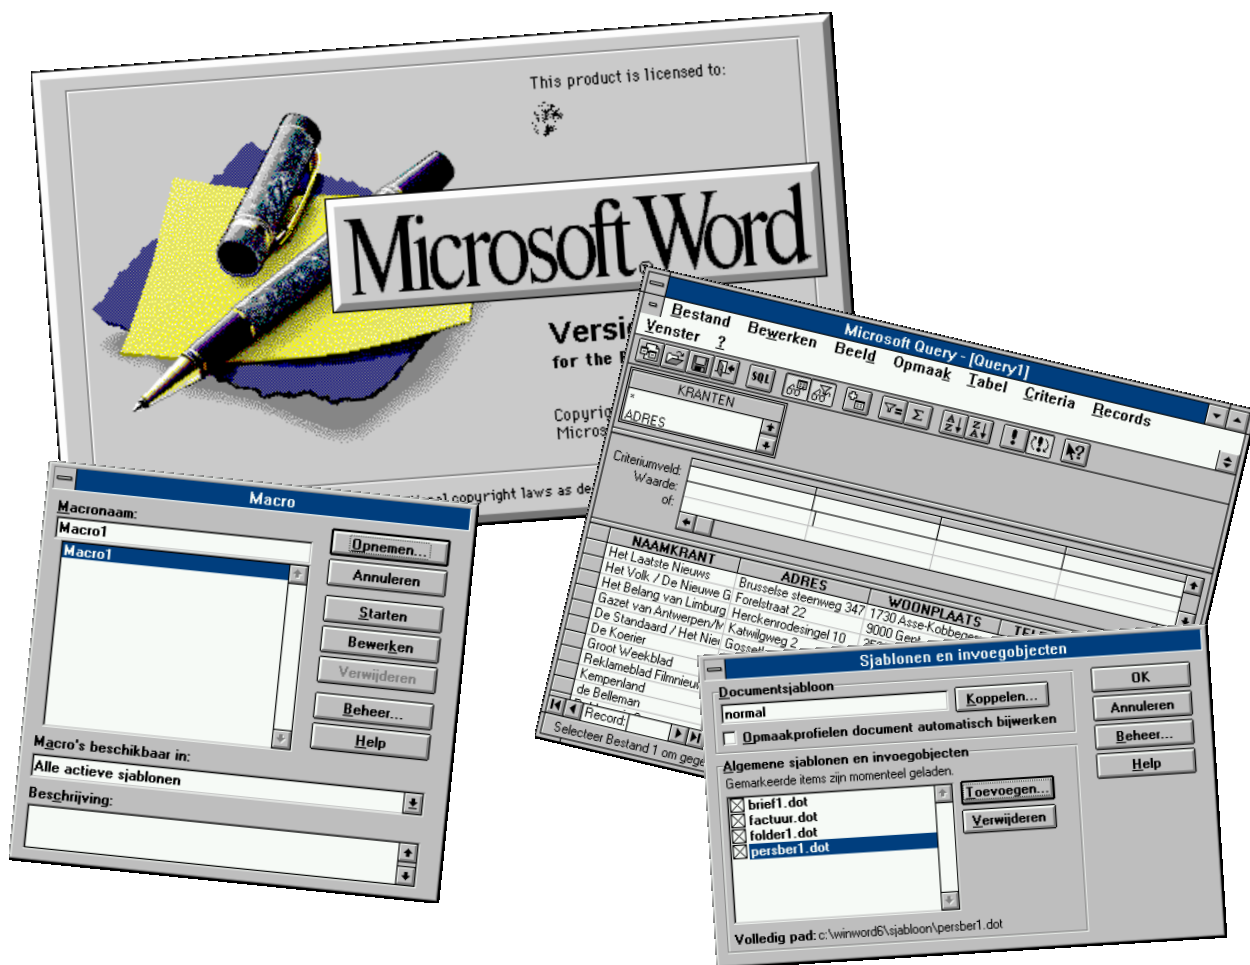 This product is licensed to:
Microsoft Word
for the
Microsoft Query - [Query1]
Bestand Bewerken Beeld Opmaak Tabel Criteria Records
Venster ?
SQL
KRANTEN
*
ADRES
Criteriumveld:
Waarde:
of:
NAAMKRANT ADRES WOONPLAATS
Het Laatste Nieuws Brusselse steenweg 347 1730 Asse-Kobbege
Het Volk / De Nieuwe G Forelstraat 22 9000 Gent
Het Belang van Limburg Herckenrodesingel 10
Gazet van Antwerpen/M Katwilgweg 2
De Standaard / Het Nieu
De Koerier
Groot Weekblad
Reklameblad Filmnieu
Kempenland
de Belleman
Record:
Selecteer Bestand 1 om gege
copyright laws as de
Macro
Macronaam:
Macro1
Macro1
Opnemen...
Annuleren
Starten
Bewerken
Verwijderen
Beheer...
Help
Macro's beschikbaar in:
Alle actieve sjablonen
Beschrijving:
Sjablonen en invoegobjecten
Documentsjabloon
normal
Koppelen...
Opmaakprofielen document automatisch bijwerken
Algemene sjablonen en invoegobjecten
Gemarkeerde items zijn momenteel geladen.
brief1.dot
factuur.dot
folder1.dot
persber1.dot
Toevoegen...
Verwijderen
Volledig pad: c:\winword6\sjabloon\persber1.dot
OK
Annuleren
Beheer...
Help